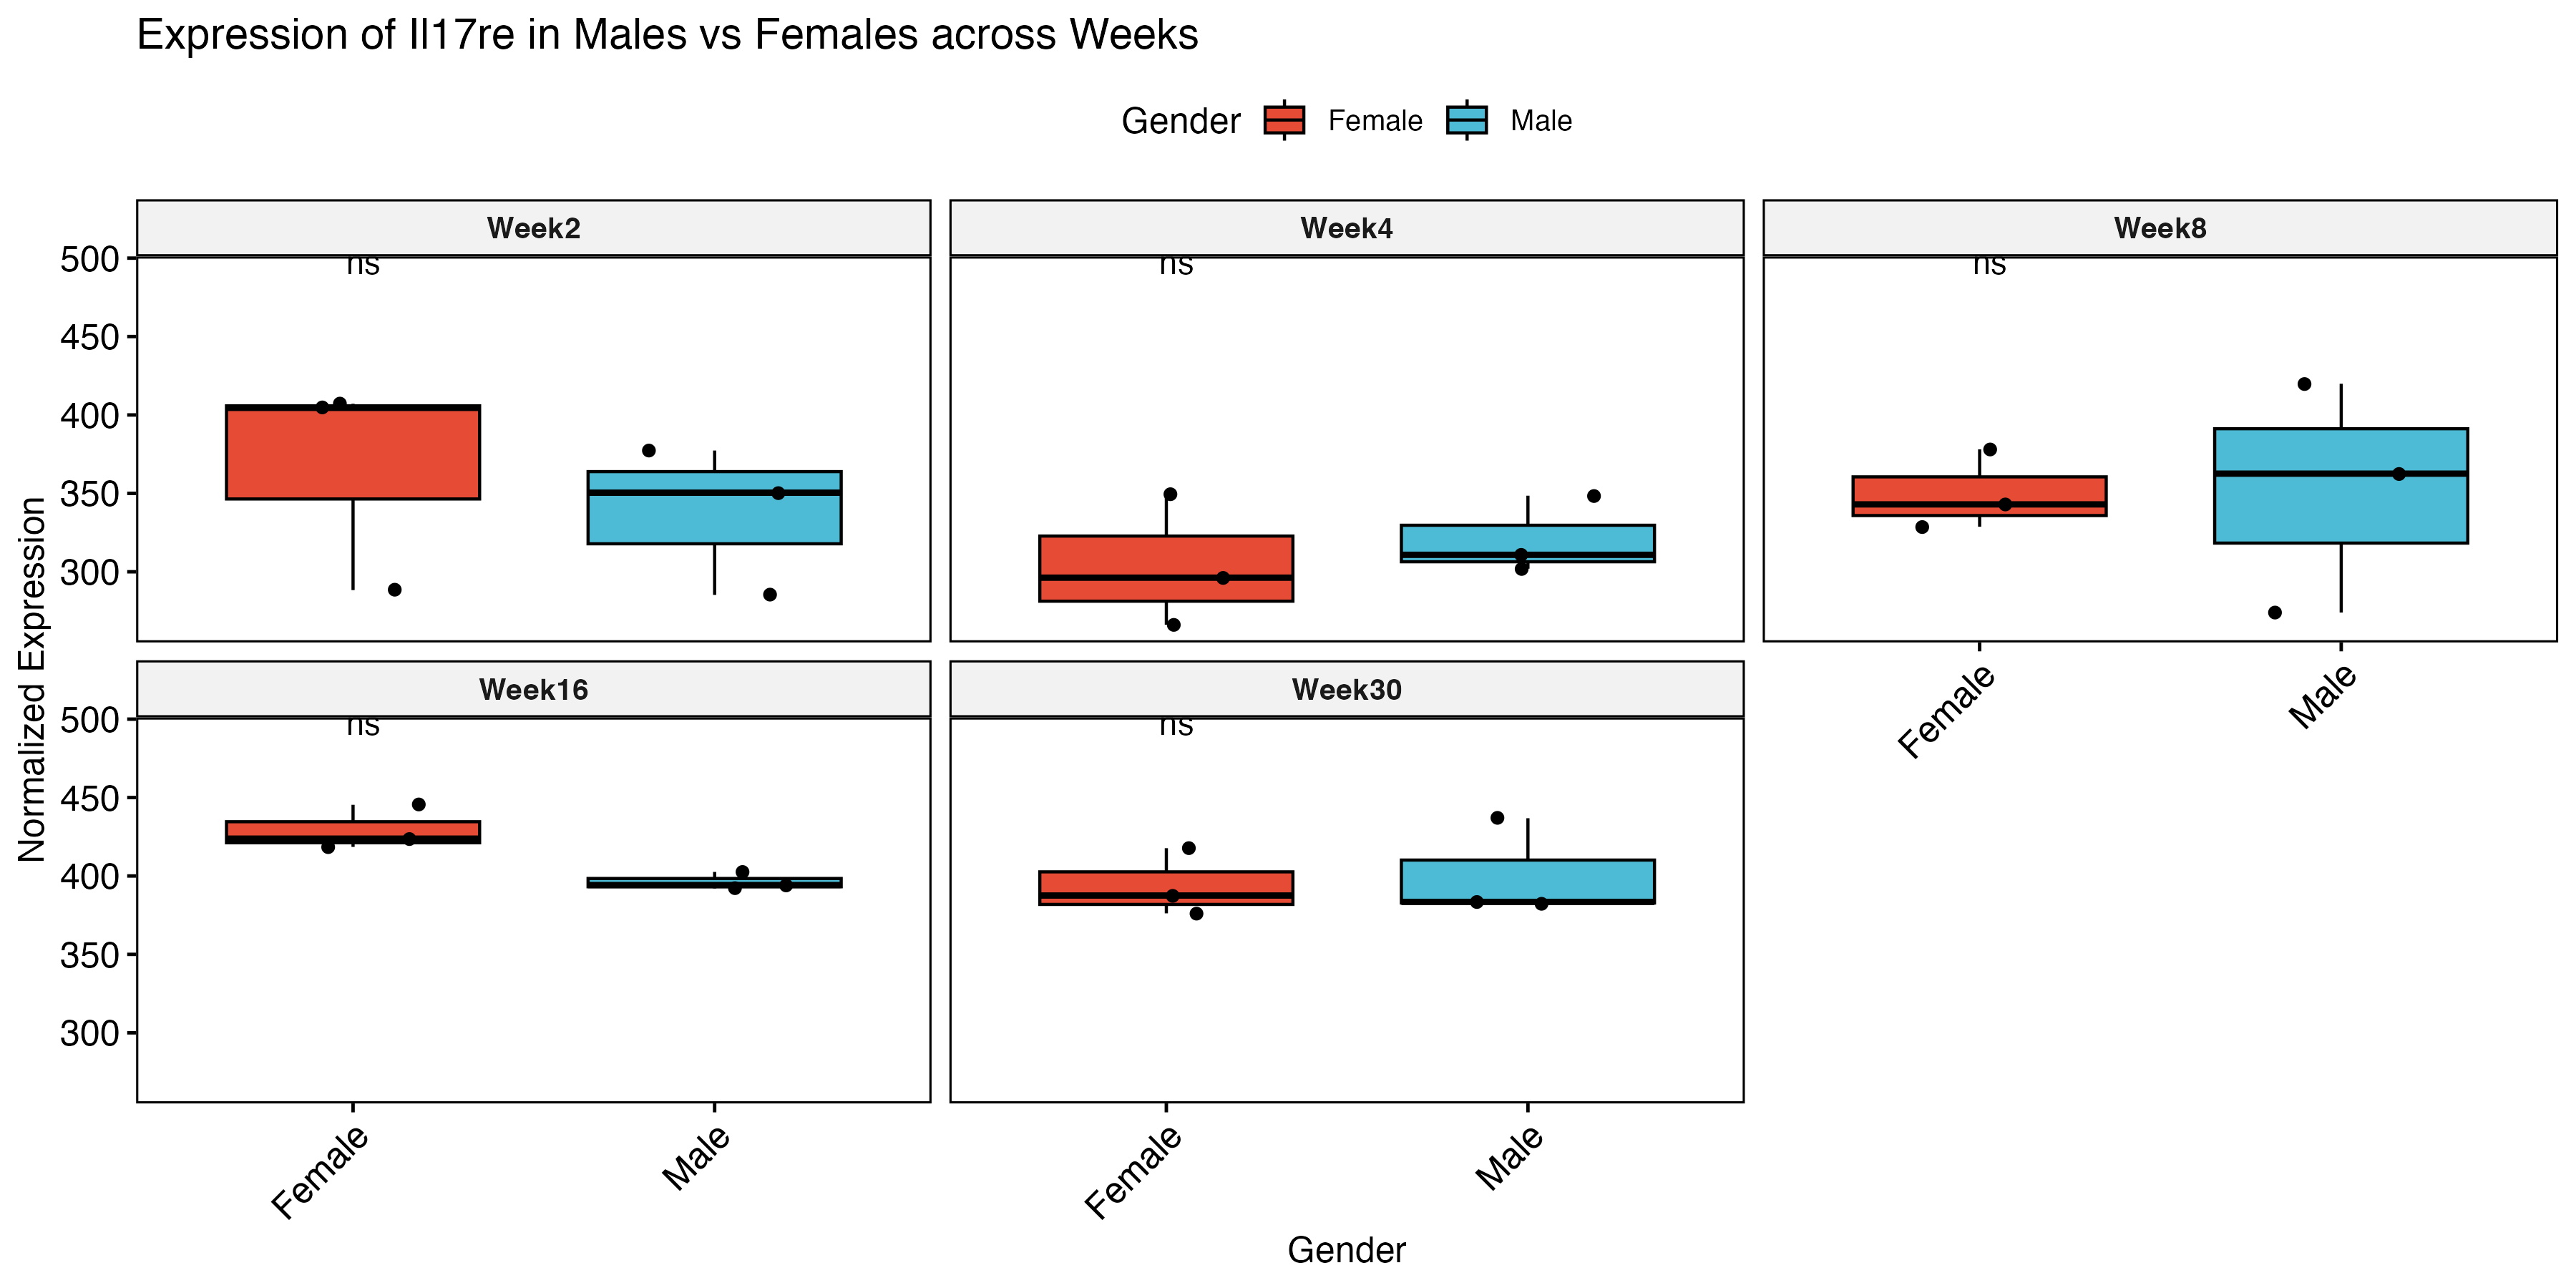 Expression of Il17re in Males vs Females across Weeks
Gender Female Male
Week2 Week4 Week8
500 ns ns ns
450
400
350
300
Normalized Expression
Female Male
Week16 Week30
500 ns ns
450
400
350
300
Female Male Female Male
Gender